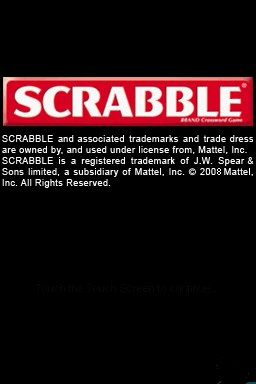 SCRABBLE®
BRAND Crossword Game
SCRABBLE and associated trademarks and trade dress
are owned by, and used under license from, Mattel, Inc.
SCRABBLE is a registered trademark of J.W. Spear &
Sons limited, a subsidiary of Mattel, Inc. © 2008 Mattel,
Inc. All Rights Reserved.